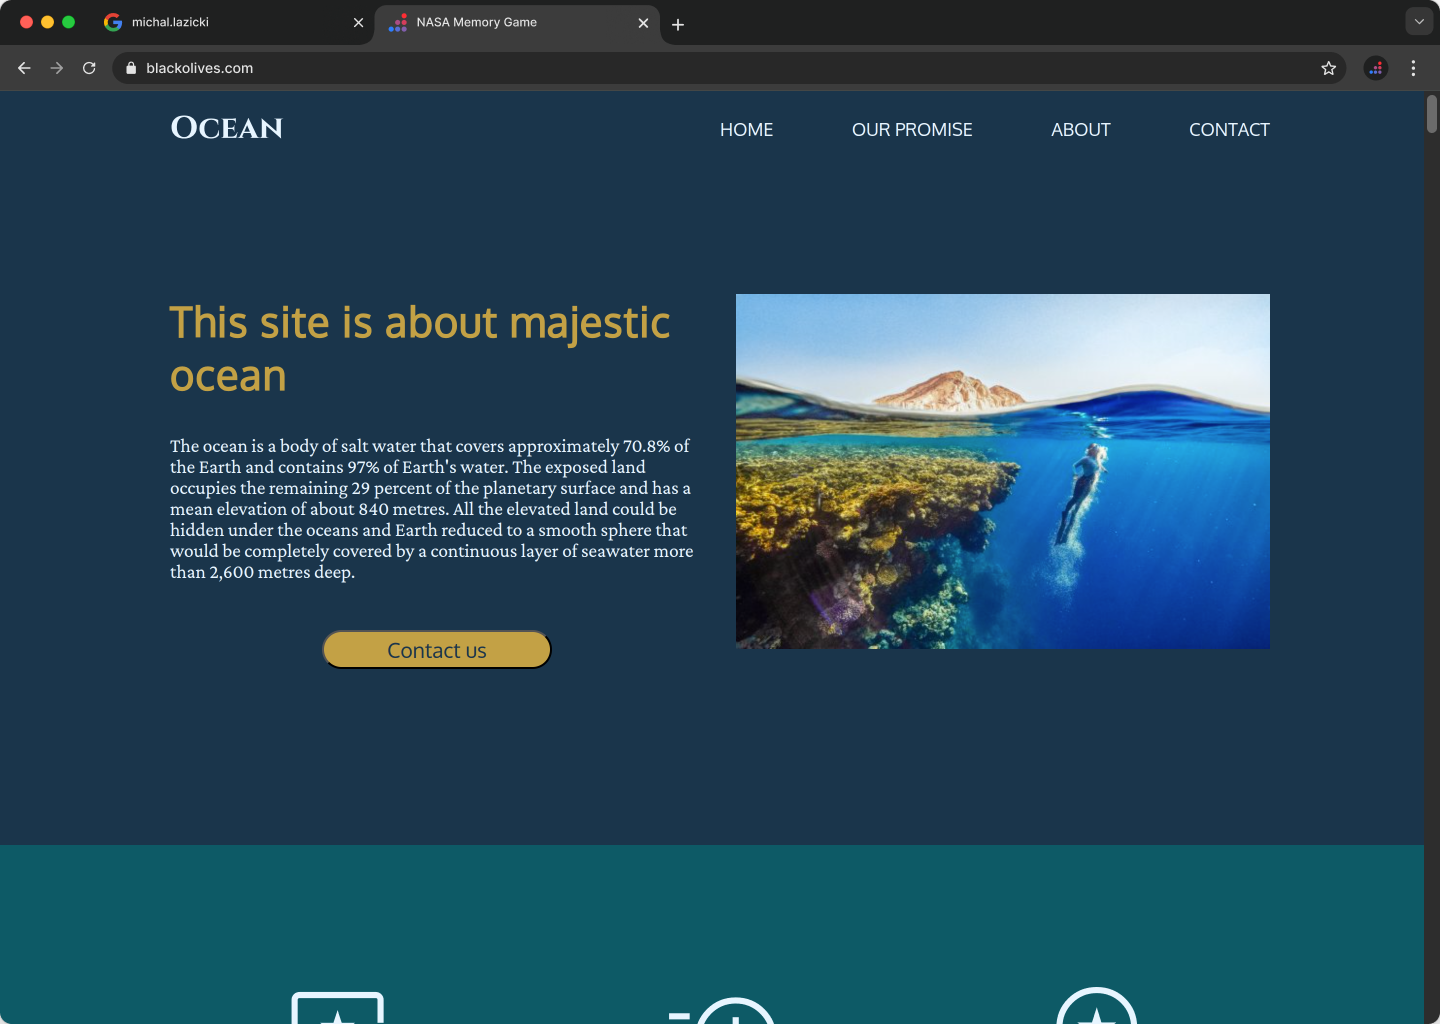 michal.lazicki
NASA Memory Game
blackolives.com
Ocean
HOME OUR PROMISE ABOUT CONTACT
This site is about majestic
ocean
The ocean is a body of salt water that covers approximately 70.8% of
the Earth and contains 97% of Earth's water. The exposed land
occupies the remaining 29 percent of the planetary surface and has a
mean elevation of about 840 metres. All the elevated land could be
hidden under the oceans and Earth reduced to a smooth sphere that
would be completely covered by a continuous layer of seawater more
than 2,600 metres deep.
Contact us